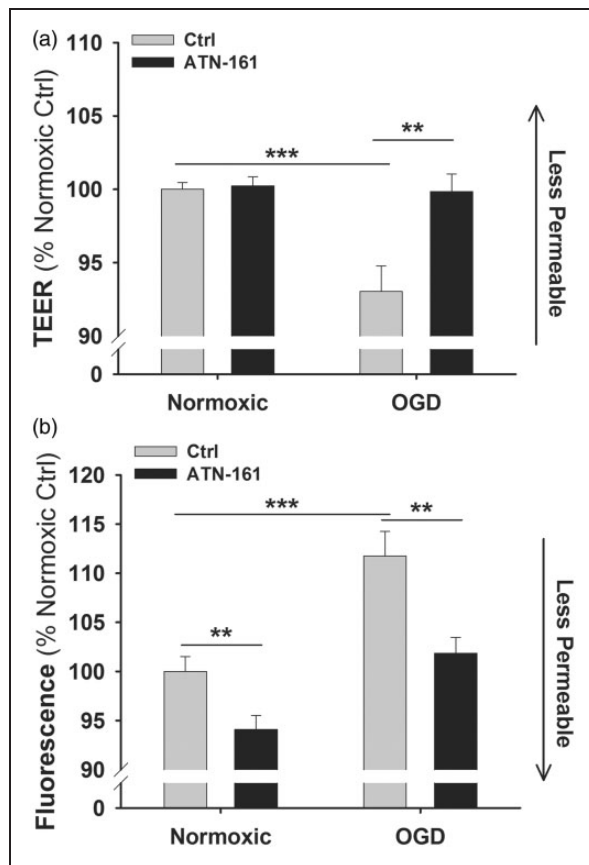 (a)
Ctrl
ATN-161
110
105
100
95
90
0
***
**
TEER (% Normoxic Ctrl)
Less Permeable
Normoxic
OGD
(b)
Ctrl
ATN-161
120
115
110
105
100
95
90
0
***
**
**
Fluorescence (% Normoxic Ctrl)
Less Permeable
Normoxic
OGD